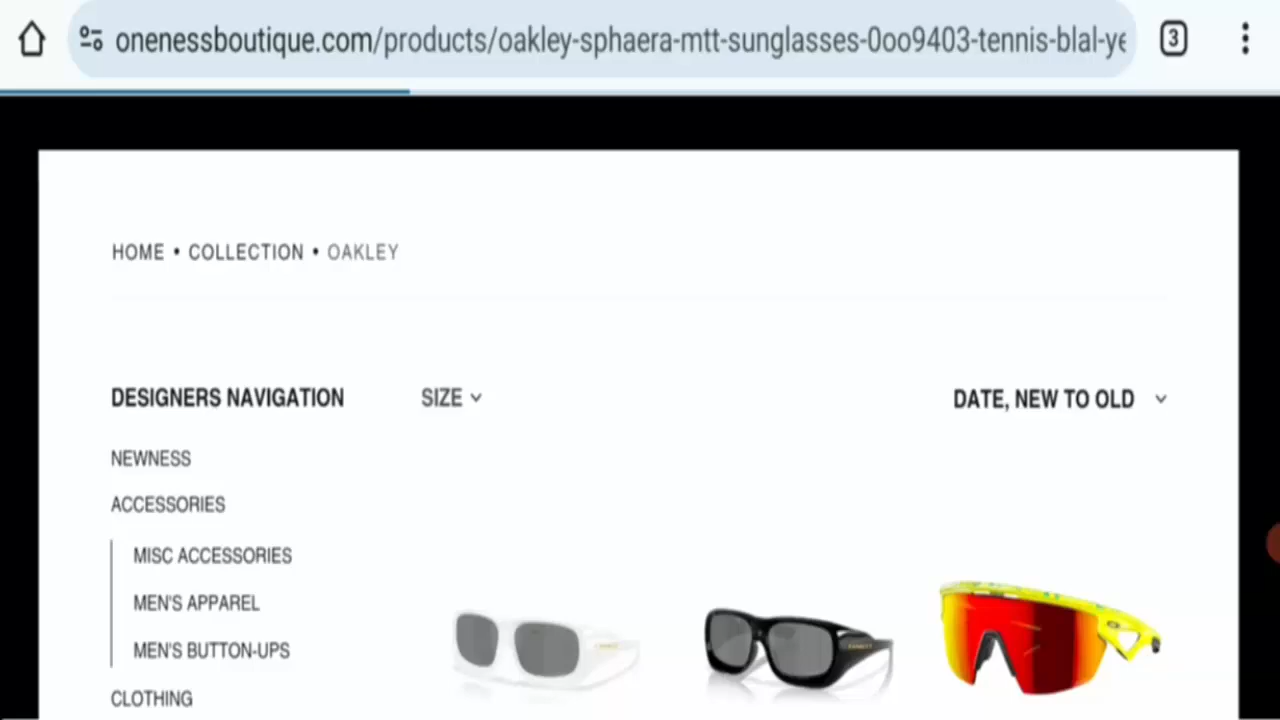 onenessboutique.com/products/oakley-sphaera-mtt-sunglasses-0oo9403-tennis-blal-ye
3
HOME • COLLECTION • OAKLEY
DESIGNERS NAVIGATION
SIZE
DATE, NEW TO OLD
NEWNESS
ACCESSORIES
MISC ACCESSORIES
MEN'S APPAREL
MEN'S BUTTON-UPS
CLOTHING